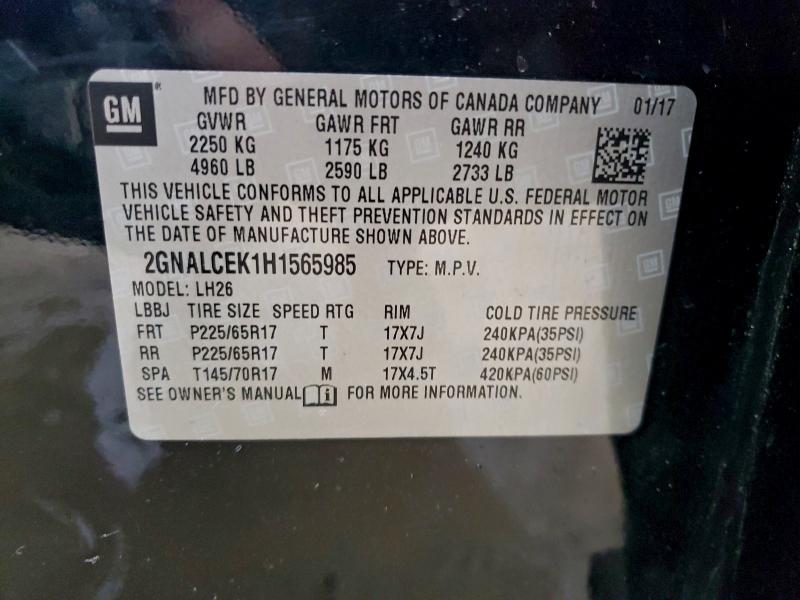 GM
MFD BY GENERAL MOTORS OF CANADA COMPANY 01/17
GVWR GAWR FRT GAWR RR
2250 KG 1175 KG 1240 KG
4960 LB 2590 LB 2733 LB
THIS VEHICLE CONFORMS TO ALL APPLICABLE U.S. FEDERAL MOTOR
VEHICLE SAFETY AND THEFT PREVENTION STANDARDS IN EFFECT ON
THE DATE OF MANUFACTURE SHOWN ABOVE.
2GNALCEK1H1565985 TYPE: M.P.V.
MODEL: LH26
LBBJ TIRE SIZE SPEED RTG RIM COLD TIRE PRESSURE
FRT P225/65R17 T 17X7J 240KPA(35PSI)
RR P225/65R17 T 17X7J 240KPA(35PSI)
SPA T145/70R17 M 17X4.5T 420KPA(60PSI)
SEE OWNER'S MANUAL i FOR MORE INFORMATION.